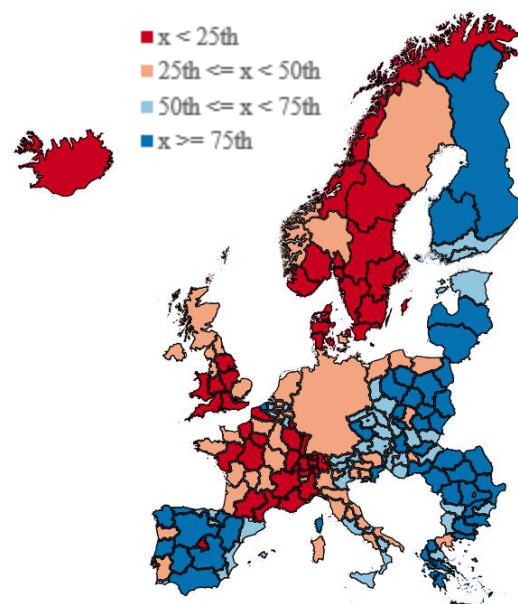 x < 25th
25th <= x < 50th
50th <= x < 75th
x >= 75th